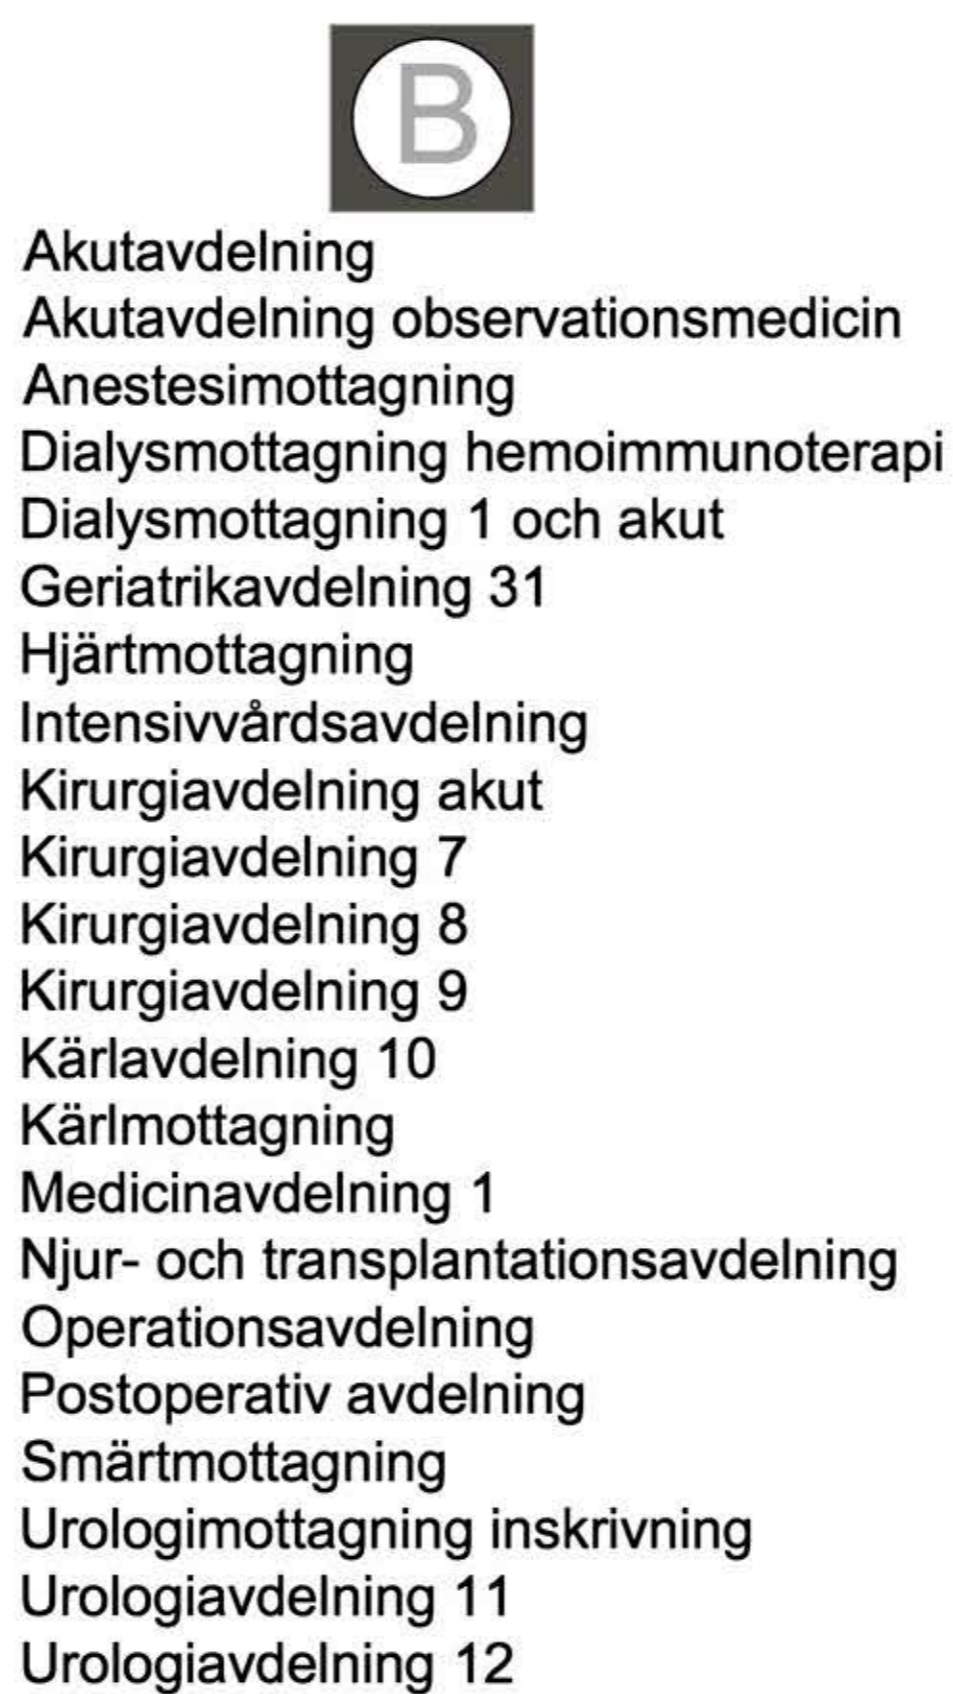 B
Akutavdelning
Akutavdelning observationsmedicin
Anestesimottagning
Dialysmottagning hemoimmunoterapi
Dialysmottagning 1 och akut
Geriatrikavdelning 31
Hjärtmottagning
Intensivvårdsavdelning
Kirurgiavdelning akut
Kirurgiavdelning 7
Kirurgiavdelning 8
Kirurgiavdelning 9
Kärlavdelning 10
Kärlmottagning
Medicinavdelning 1
Njur- och transplantationsavdelning
Operationsavdelning
Postoperativ avdelning
Smärtmottagning
Urologimottagning inskrivning
Urologiavdelning 11
Urologiavdelning 12